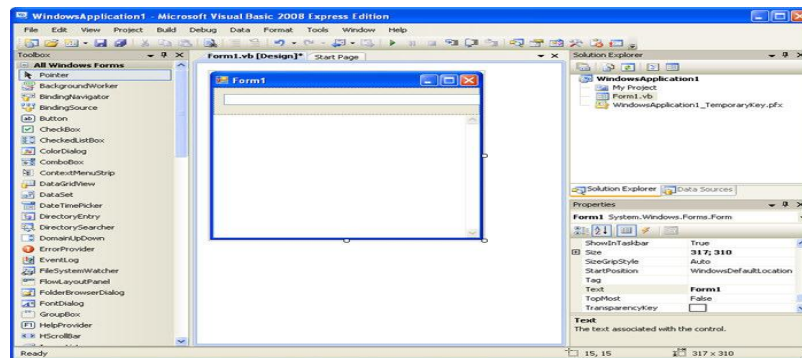 WindowsApplication1 - Microsoft Visual Basic 2008 Express Edition
File Edit View Project Build Debug Data Format Tools Window Help
Toolbox
All Windows Forms
Pointer
BackgroundWorker
BindingNavigator
BindingSource
Button
CheckBox
CheckedListBox
ColorDialog
ComboBox
ContextMenuStrip
DataGridView
DataSet
DateTimePicker
DirectoryEntry
DirectorySearcher
DomainUpDown
ErrorProvider
EventLog
FileSystemWatcher
FlowLayoutPanel
FolderBrowserDialog
FontDialog
GroupBox
HelpProvider
HScrollBar
Form1.vb [Design]* Start Page
Form1
Solution Explorer
WindowsApplication1
My Project
Form1.vb
WindowsApplication1_TemporaryKey.pfx
Solution Explorer Data Sources
Properties
Form1 System.Windows.Forms.Form
ShowInTaskbar True
Size 317; 310
SizeGripStyle Auto
StartPosition WindowsDefaultLocation
Tag
Text Form1
TopMost False
TransparencyKey
Text
The text associated with the control.
Ready 15, 15 317 x 310